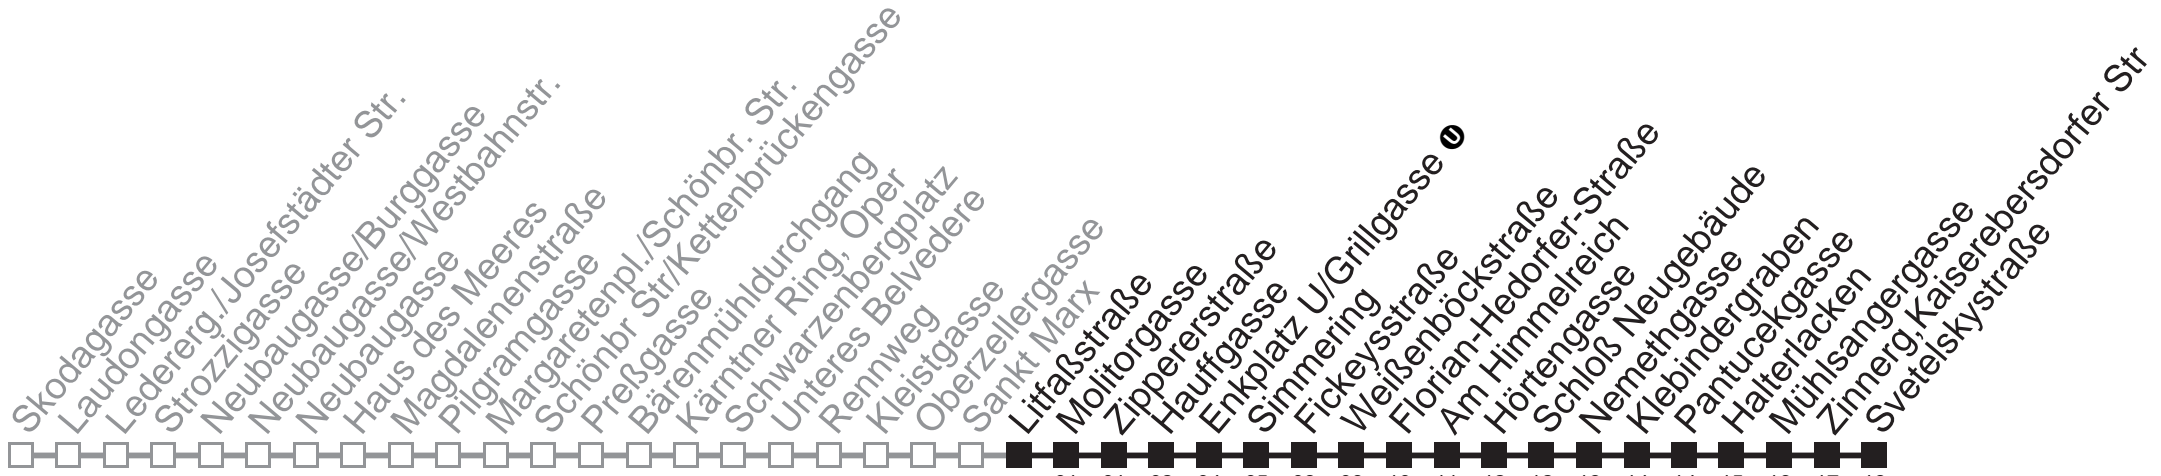 Skodagasse
Laudongasse
Ledererg./Josefstädter Str.
Strozzigasse
Neubaugasse/Burggasse
Neubaugasse/Westbahnstr.
Neubaugasse
Haus des Meeres
Magdalenenstraße
Pilgramgasse
Margaretenpl./Schönbr. Str.
Schönbr Str/Kettenbrückengasse
Preßgasse
Bärenmühldurchgang
Kärntner Ring, Oper
Schwarzenbergplatz
Unteres Belvedere
Rennweg
Kleistgasse
Oberzellergasse
Sankt Marx
Litfaßstraße
Molitorgasse
Zippererstraße
Hauffgasse
Enkplatz U/Grillgasse U
Simmering
Fickeysstraße
Weißenböckstraße
Florian-Hedorfer-Straße
Am Himmelreich
Hörtengasse
Schloß Neugebäude
Nemethgasse
Klebindergraben
Pantucekgasse
Halterlacken
Mühlsangergasse
Zinnerg,Kaiserebersdorfer Str
Svetelskystraße